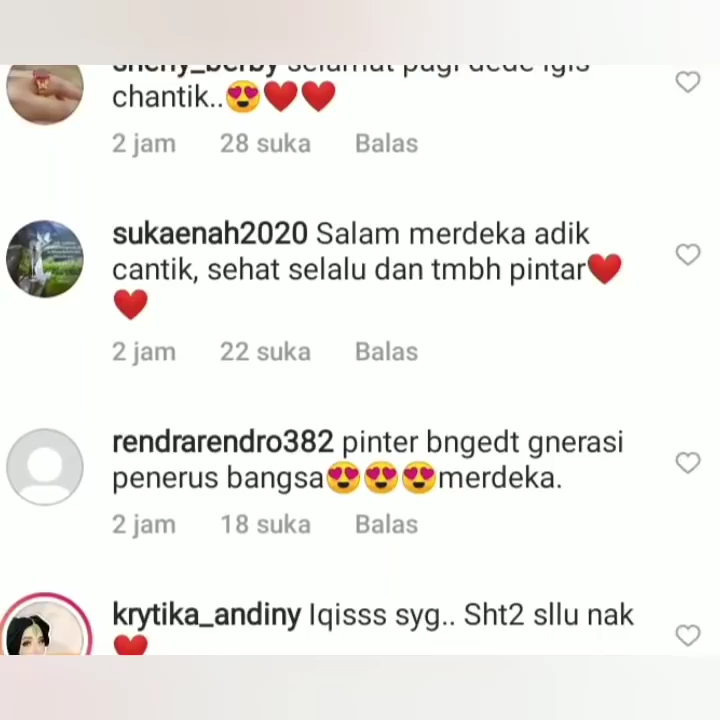 chantik..😍❤️❤️
2 jam 28 suka Balas
sukaenah2020 Salam merdeka adik
cantik, sehat selalu dan tmbh pintar❤️
❤️
2 jam 22 suka Balas
rendrarendro382 pinter bngedt gnerasi
penerus bangsa😍😍😍merdeka.
2 jam 18 suka Balas
krytika_andiny Iqisss syg.. Sht2 sllu nak
❤️